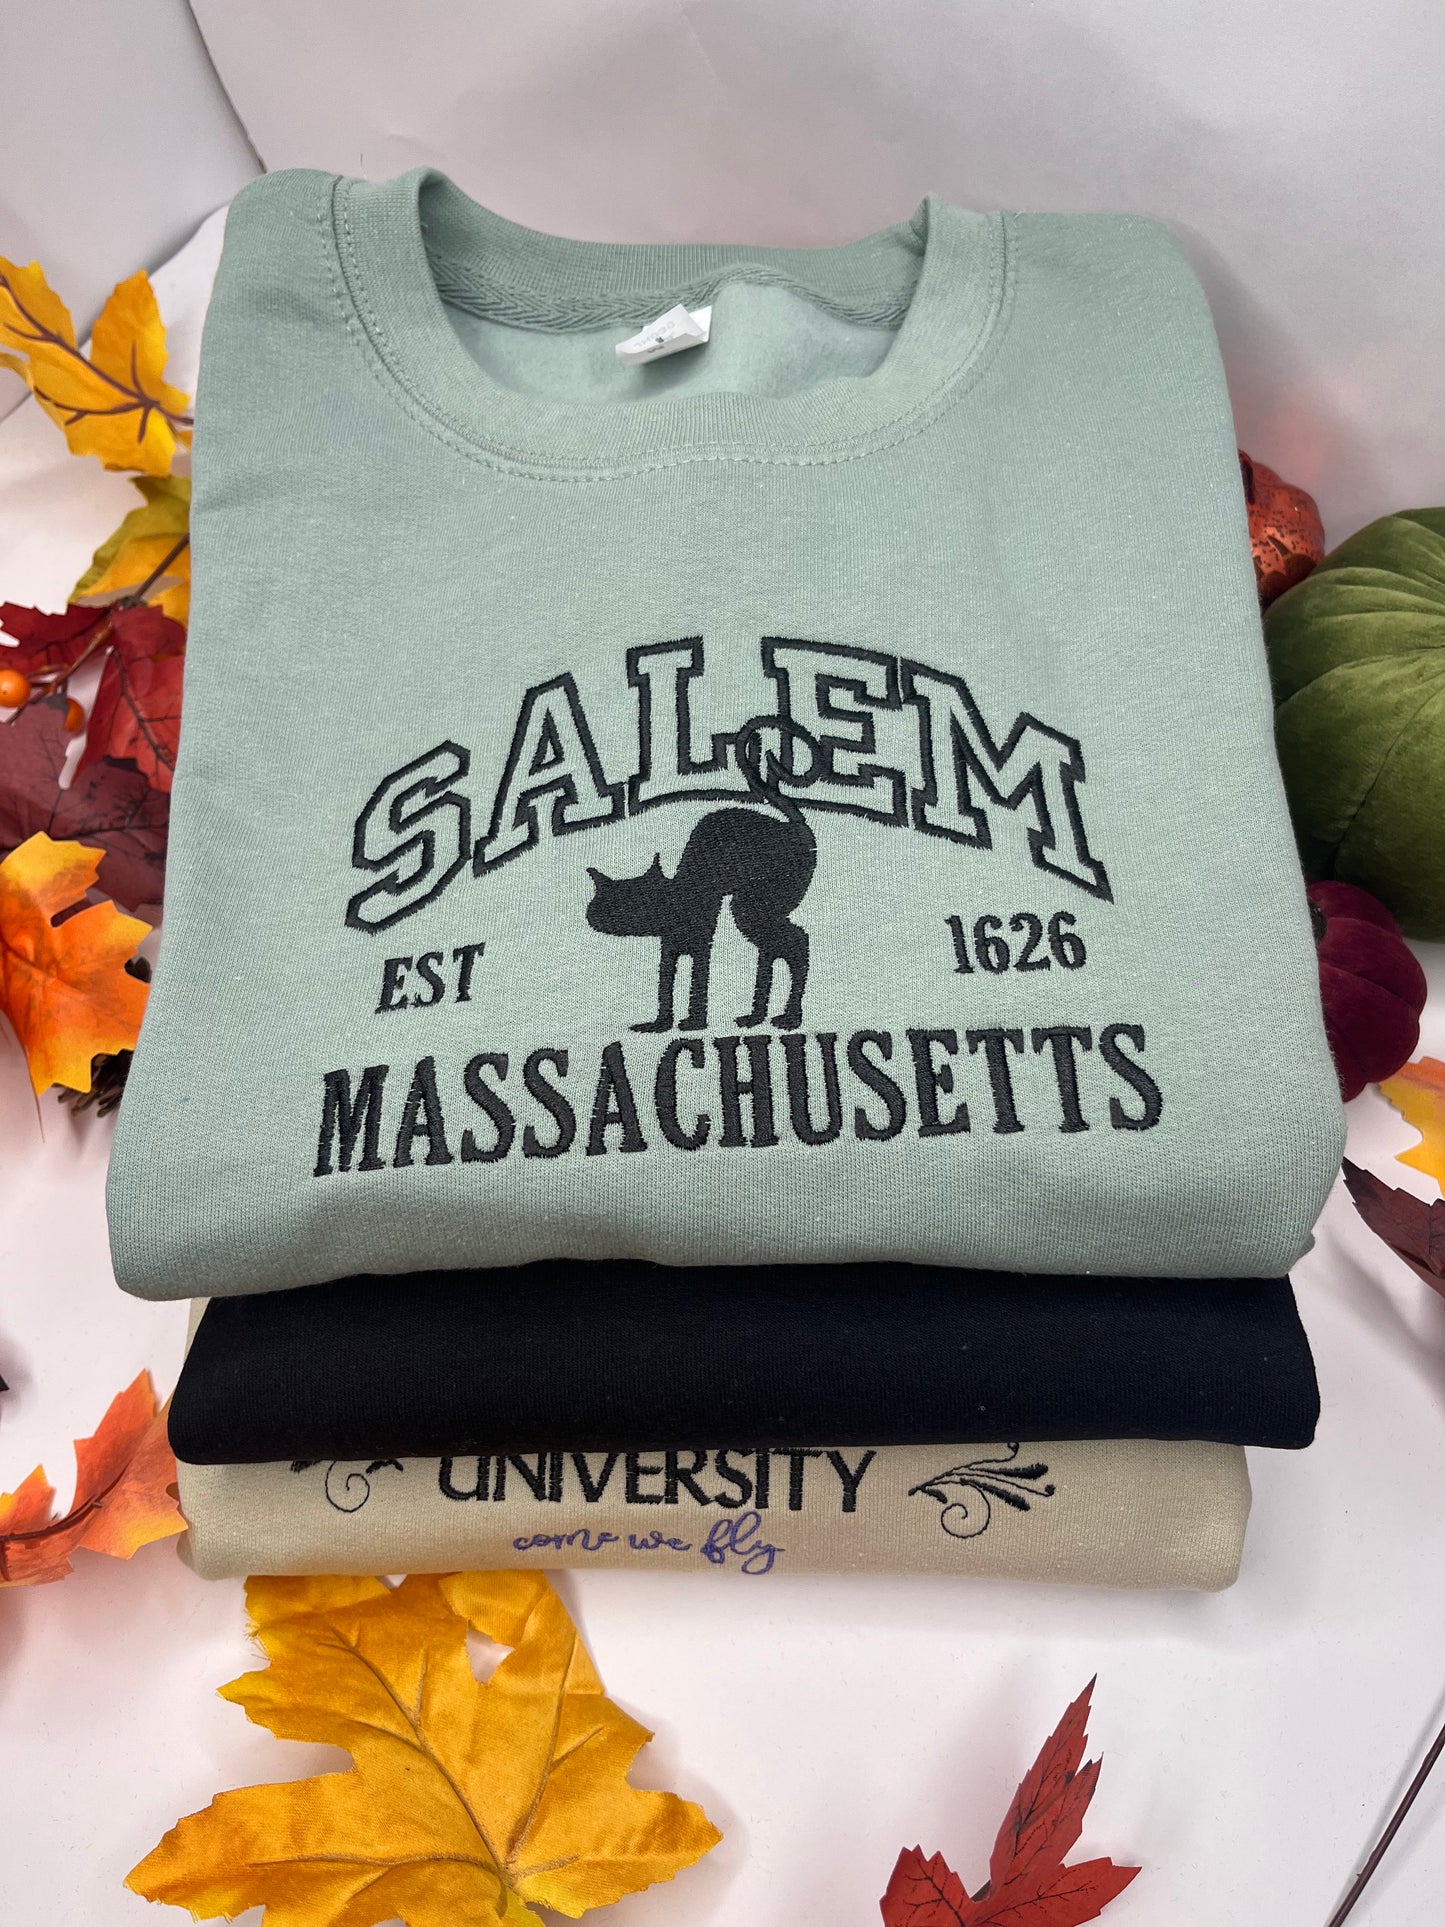 SALEM
EST 1626
MASSACHUSETTS
UNIVERSITY
come we fly